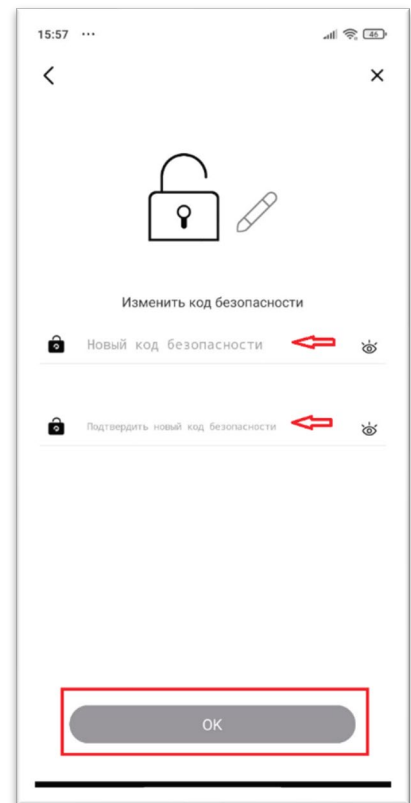 15:57 ...
46
Изменить код безопасности
Новый код безопасности
Подтвердить новый код безопасности
OK